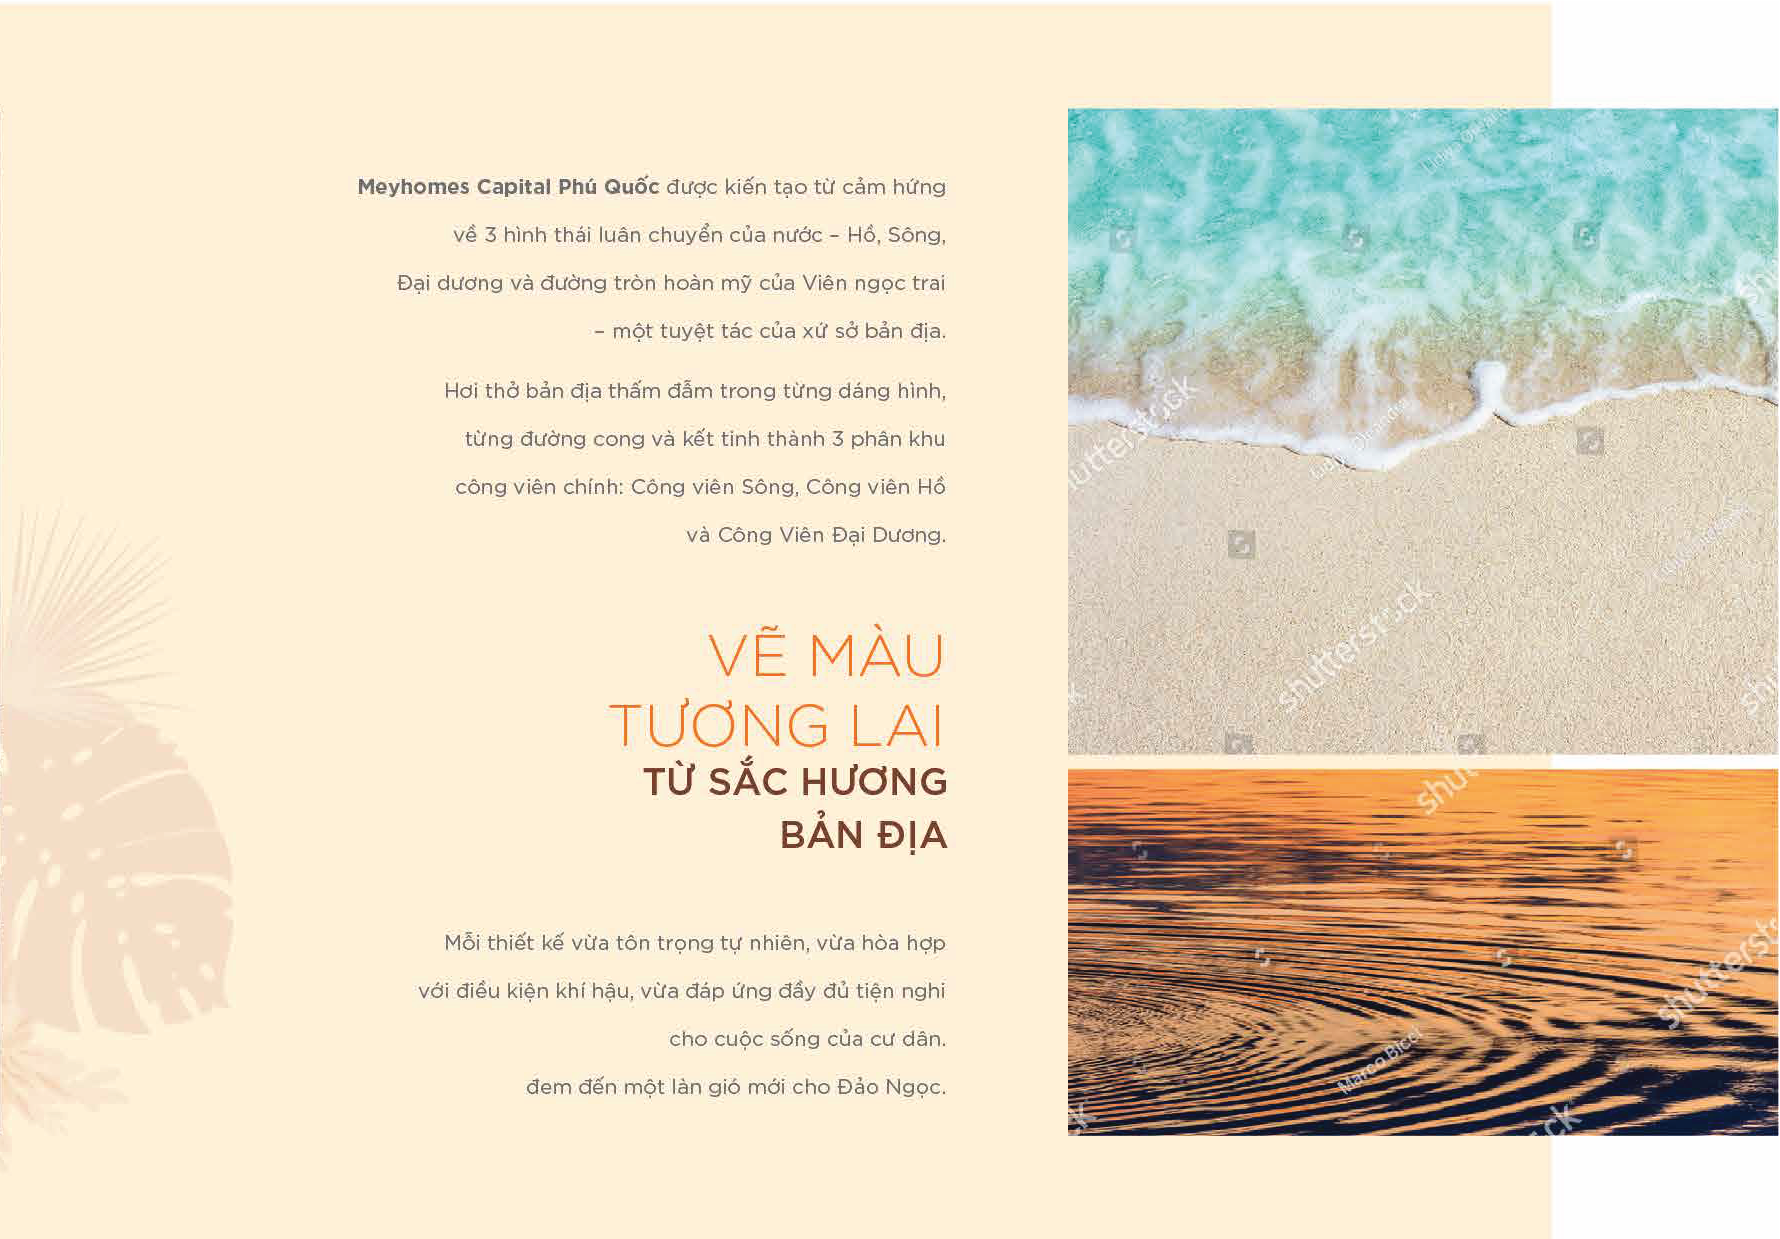 Meyhomes Capital Phú Quốc được kiến tạo từ cảm hứng
về 3 hình thái luân chuyển của nước – Hồ, Sông,
Đại dương và đường tròn hoàn mỹ của Viên ngọc trai
– một tuyệt tác của xứ sở bản địa.
Hơi thở bản địa thấm đẫm trong từng dáng hình,
từng đường cong và kết tinh thành 3 phân khu
công viên chính: Công viên Sông, Công viên Hồ
và Công Viên Đại Dương.
VẼ MÀU
TƯƠNG LAI
TỪ SẮC HƯƠNG
BẢN ĐỊA
Mỗi thiết kế vừa tôn trọng tự nhiên, vừa hòa hợp
với điều kiện khí hậu, vừa đáp ứng đầy đủ tiện nghi
cho cuộc sống của cư dân.
đem đến một làn gió mới cho Đảo Ngọc.
shutterstock
shutterstock
Marco Bicci